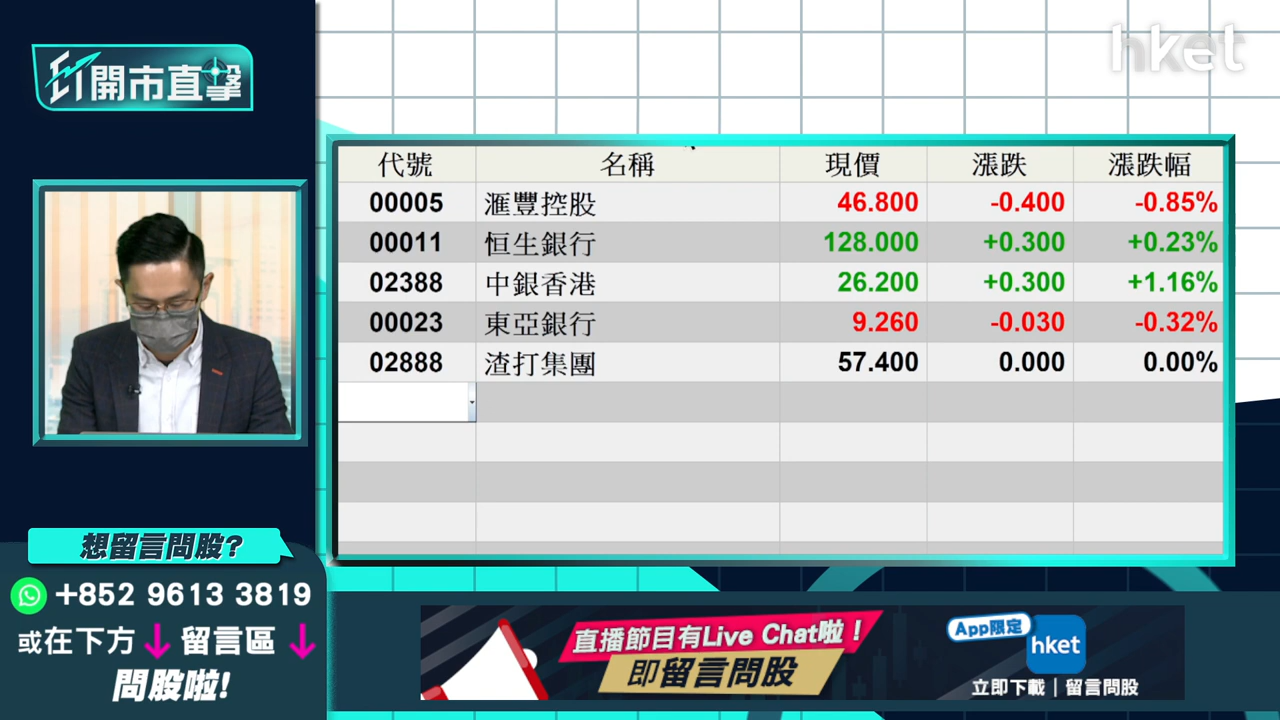 ET開市直擊
hket
代號 名稱 現價 漲跌 漲跌幅
00005 滙豐控股 46.800 -0.400 -0.85%
00011 恒生銀行 128.000 +0.300 +0.23%
02388 中銀香港 26.200 +0.300 +1.16%
00023 東亞銀行 9.260 -0.030 -0.32%
02888 渣打集團 57.400 0.000 0.00%
想留言問股?
+852 9613 3819
或在下方↓留言區↓
問股啦!
直播節目有Live Chat啦!
即留言問股
App限定
hket
立即下載|留言問股